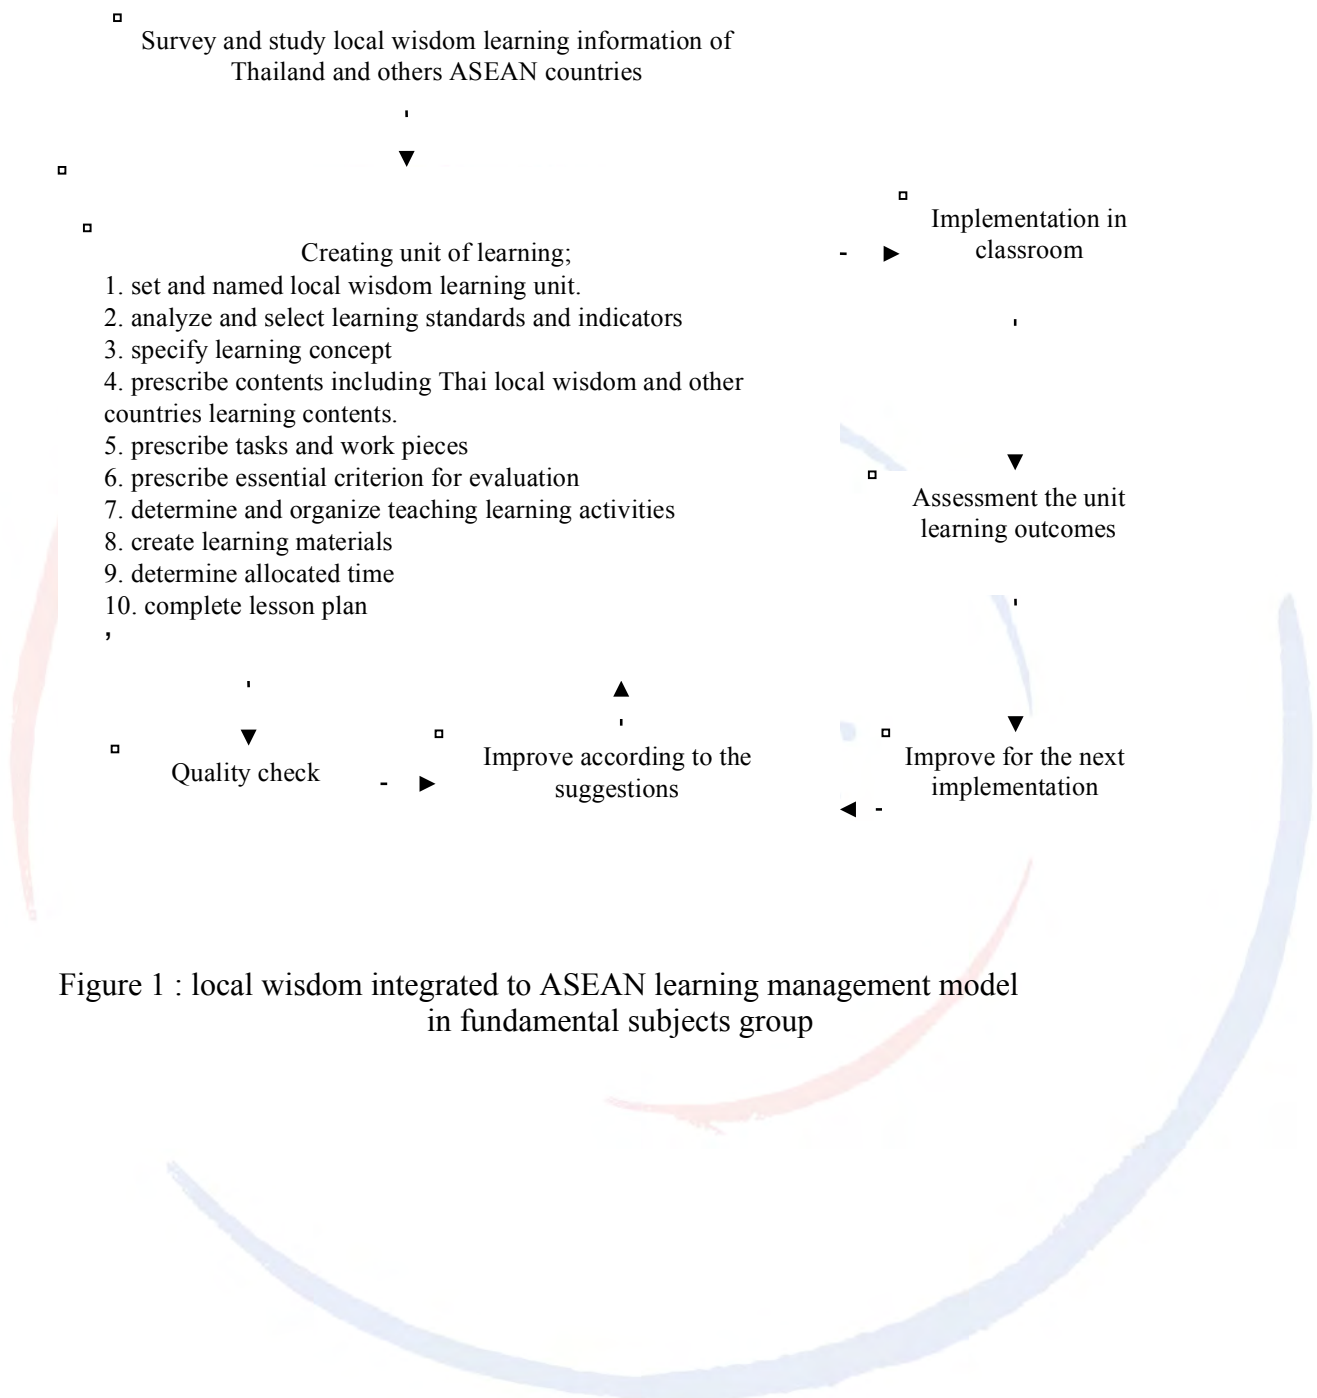 Survey and study local wisdom learning information of
Thailand and others ASEAN countries
Creating unit of learning;
1. set and named local wisdom learning unit.
2. analyze and select learning standards and indicators
3. specify learning concept
4. prescribe contents including Thai local wisdom and other
countries learning contents.
5. prescribe tasks and work pieces
6. prescribe essential criterion for evaluation
7. determine and organize teaching learning activities
8. create learning materials
9. determine allocated time
10. complete lesson plan
,
Implementation in
classroom
Assessment the unit
learning outcomes
Quality check
Improve according to the
suggestions
Improve for the next
implementation
Figure 1 : local wisdom integrated to ASEAN learning management model
in fundamental subjects group